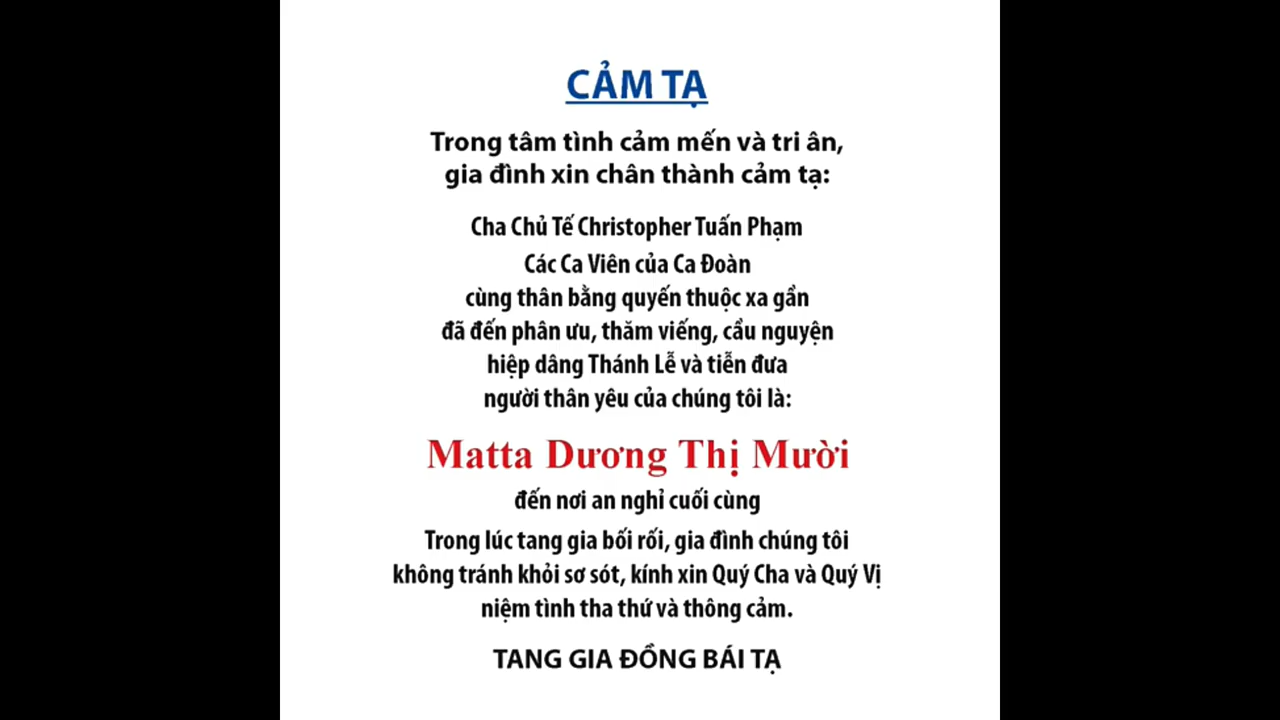 CẢM TẠ
Trong tâm tình cảm mến và tri ân,
gia đình xin chân thành cảm tạ:
Cha Chủ Tế Christopher Tuấn Phạm
Các Ca Viên của Ca Đoàn
cùng thân bằng quyến thuộc xa gần
đã đến phân ưu, thăm viếng, cầu nguyện
hiệp dâng Thánh Lễ và tiễn đưa
người thân yêu của chúng tôi là:
Matta Dương Thị Mười
đến nơi an nghỉ cuối cùng
Trong lúc tang gia bối rối, gia đình chúng tôi
không tránh khỏi sơ sót, kính xin Quý Cha và Quý Vị
niệm tình tha thứ và thông cảm.
TANG GIA ĐỒNG BÁI TẠ